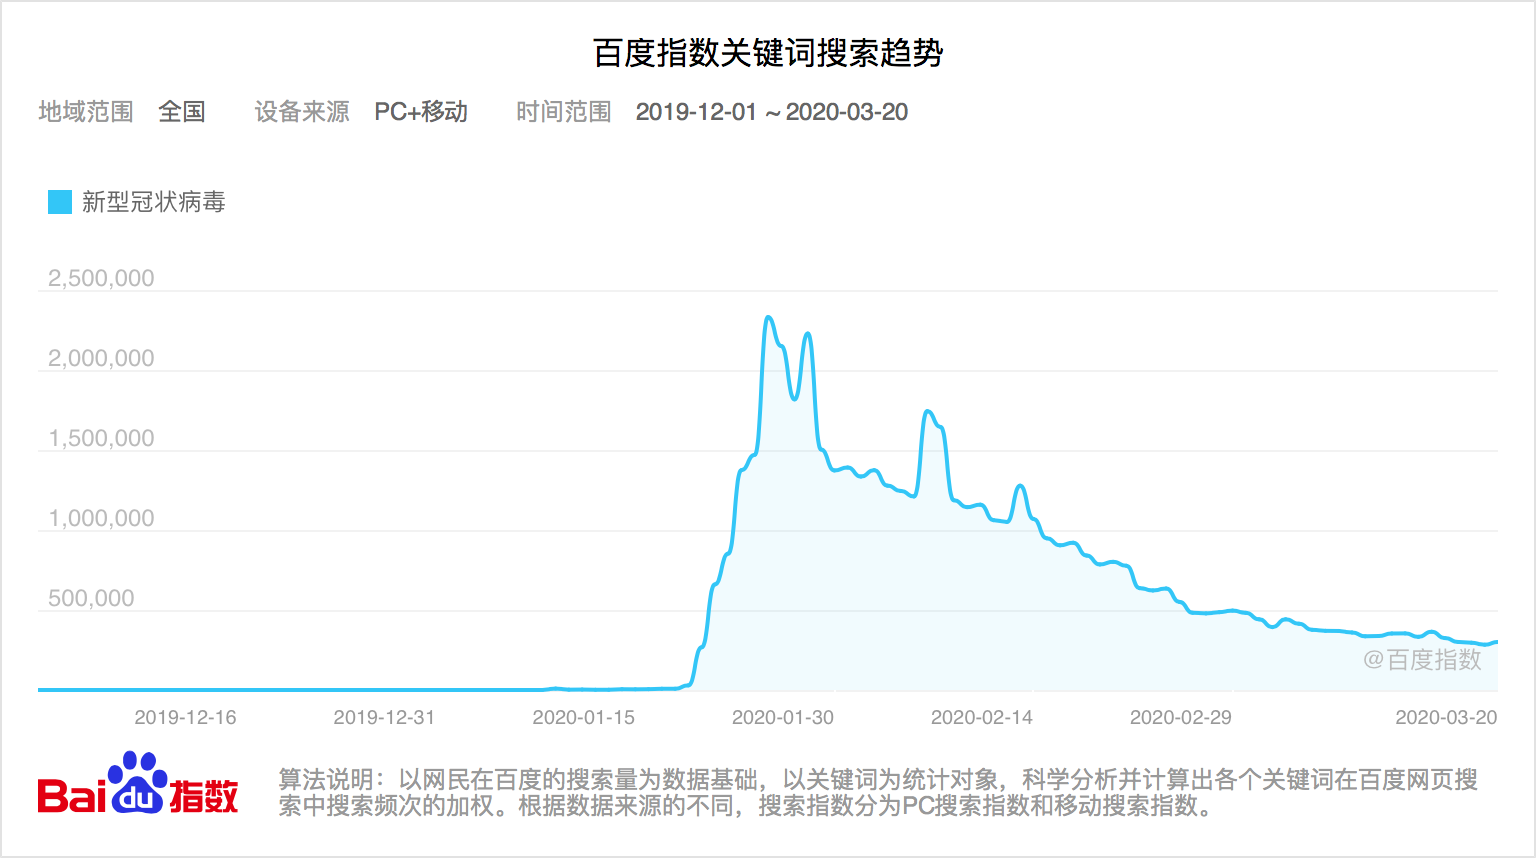 百度指数关键词搜索趋势
地域范围 全国 设备来源 PC+移动 时间范围 2019-12-01 ~ 2020-03-20
新型冠状病毒
2,500,000
2,000,000
1,500,000
1,000,000
500,000
@百度指数
2019-12-16 2019-12-31 2020-01-15 2020-01-30 2020-02-14 2020-02-29 2020-03-20
Bai du 指数
算法说明：以网民在百度的搜索量为数据基础，以关键词为统计对象，科学分析并计算出各个关键词在百度网页搜
索中搜索频次的加权。根据数据来源的不同，搜索指数分为PC搜索指数和移动搜索指数。